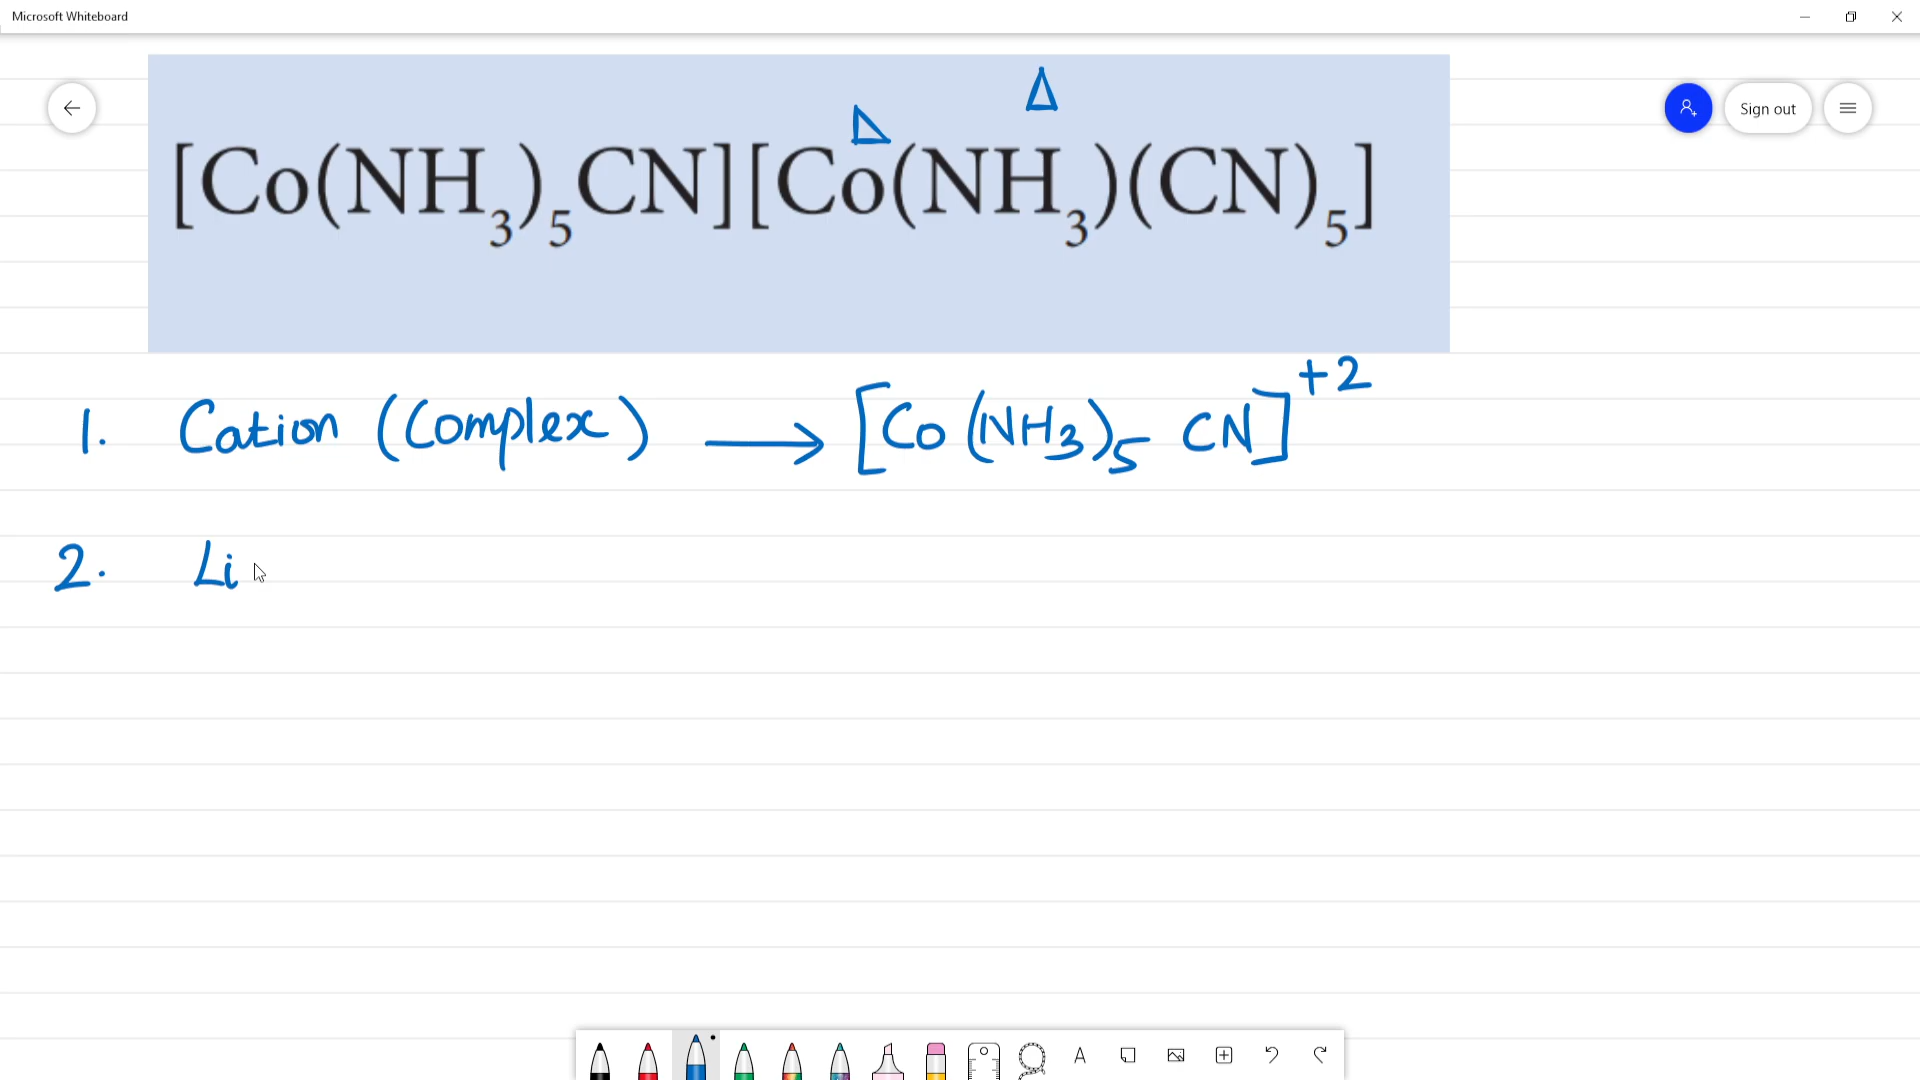 Microsoft Whiteboard
Sign out
Δ
Δ
[Co(NH₃)₅CN][Co(NH₃)(CN)₅]
1. Cation (Complex) ⟶ [Co(NH₃)₅ CN]⁺²
2. Li
A